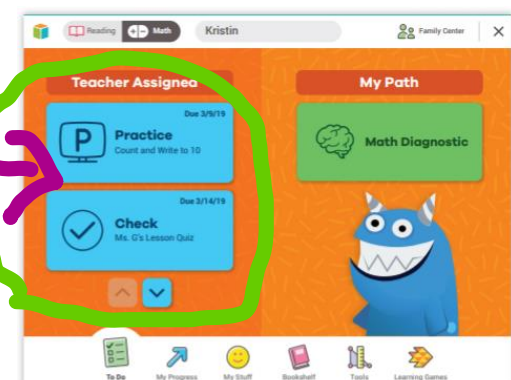 Reading
Math
Kristin
Family Center
Teacher Assigned
My Path
Due 3/9/19
P
Practice
Count and Write to 10
Math Diagnostic
Due 3/14/19
Check
Ms. G's Lesson Quiz
To Do
My Progress
My Stuff
Bookshelf
Tools
Learning Games